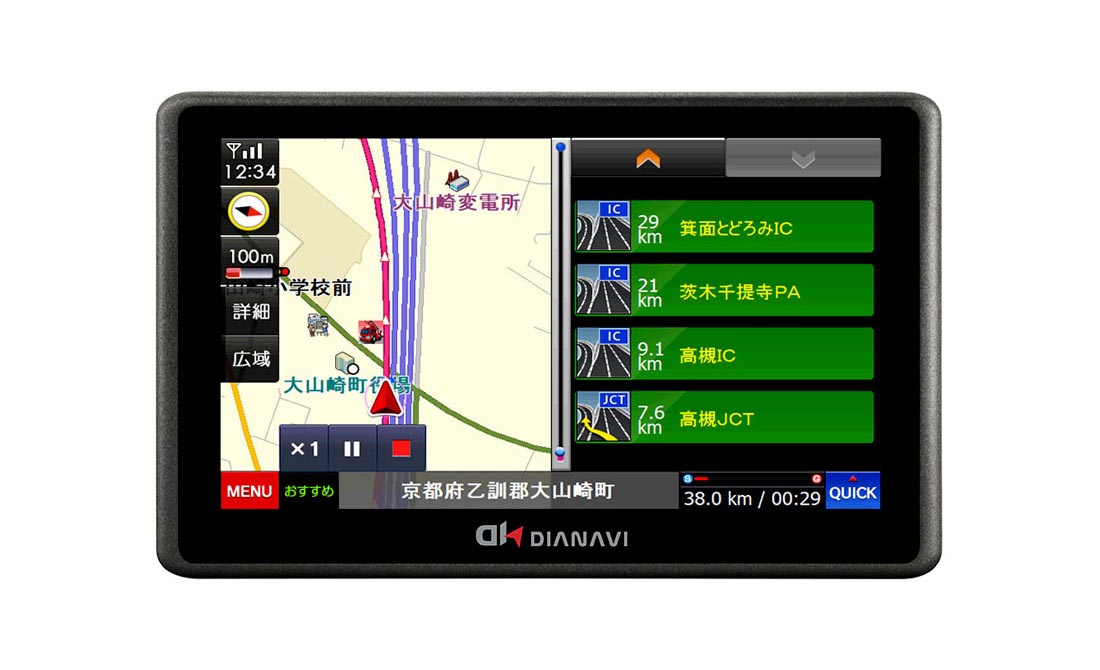 12:34
100m
詳細
広域
大山崎変電所
山崎小学校前
大山崎町役場
×1
IC
29
km
箕面とどろみIC
IC
21
km
茨木千提寺PA
IC
9.1
km
高槻IC
JCT
7.6
km
高槻JCT
MENU
おすすめ
京都府乙訓郡大山崎町
S
G
38.0 km / 00:29
QUICK
DIANAVI